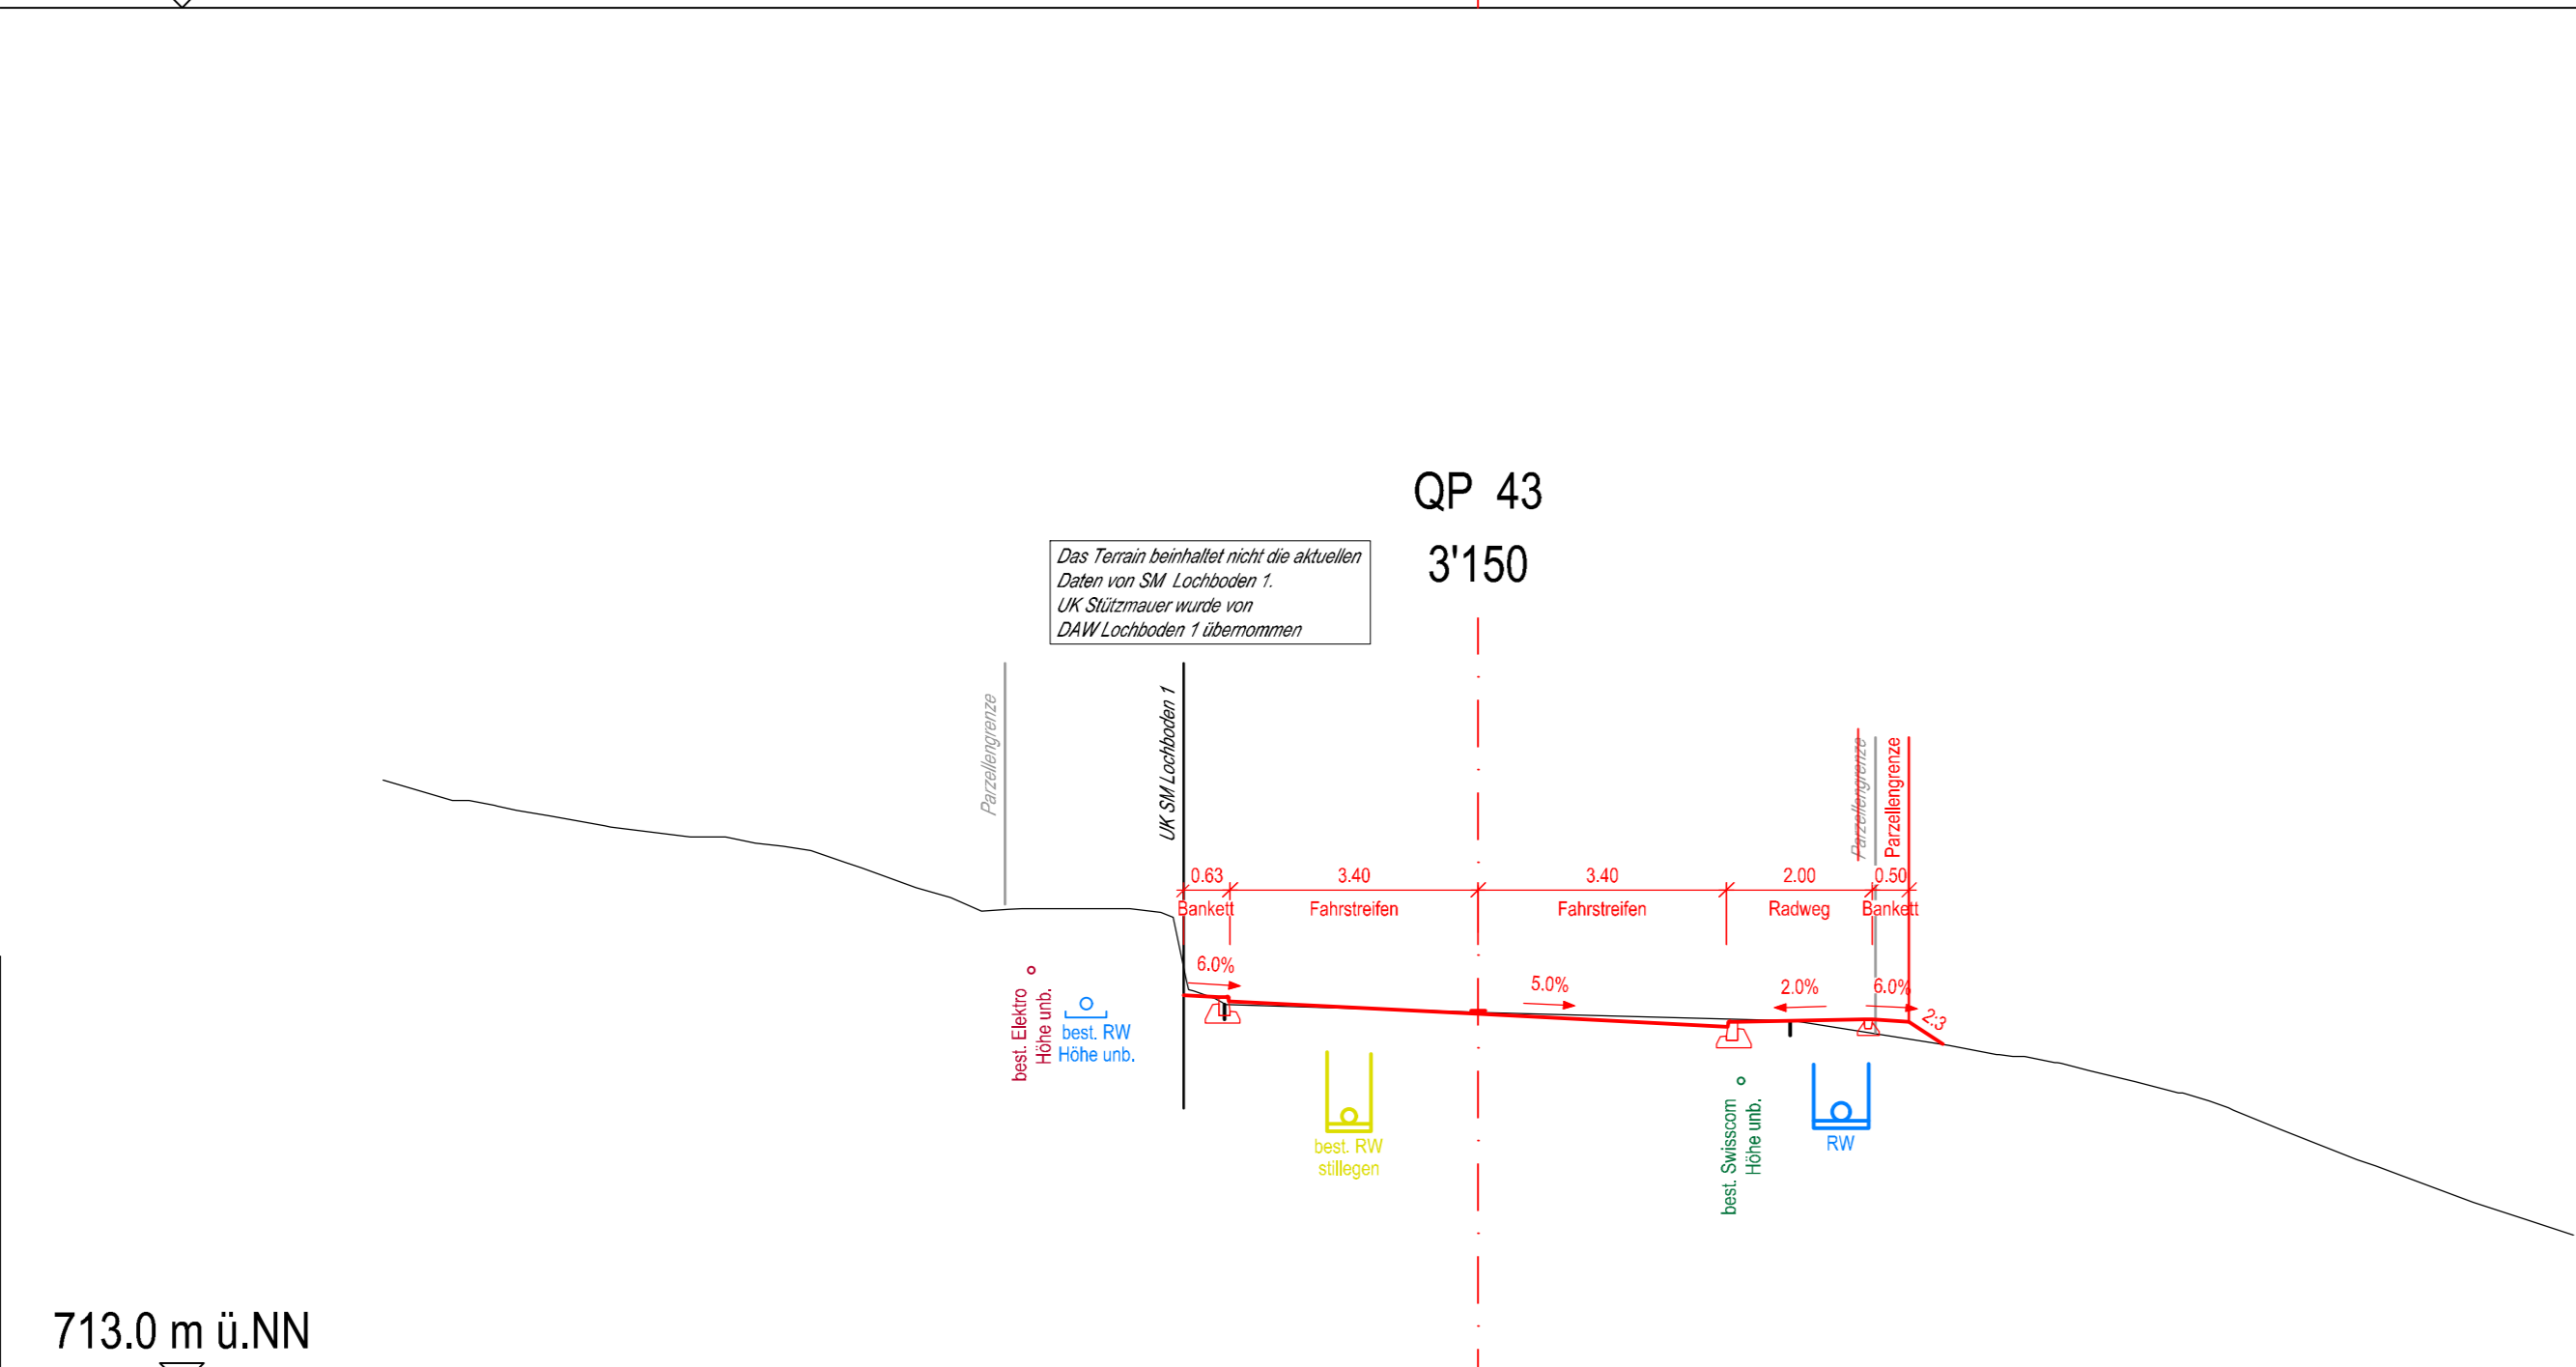 QP 43
3'150
Das Terrain beinhaltet nicht die aktuellen
Daten von SM Lochboden 1.
UK Stützmauer wurde von
DAW Lochboden 1 übernommen
Parzellengrenze
UK SM Lochboden 1
Parzellengrenze
Parzellengrenze
0.63
3.40
3.40
2.00
0.50
Bankett
Fahrstreifen
Fahrstreifen
Radweg
Bankett
6.0%
5.0%
2.0%
6.0%
2:3
best. Elektro
Höhe unb.
best. RW
Höhe unb.
best. RW
stillegen
best. Swisscom
Höhe unb.
RW
713.0 m ü.NN